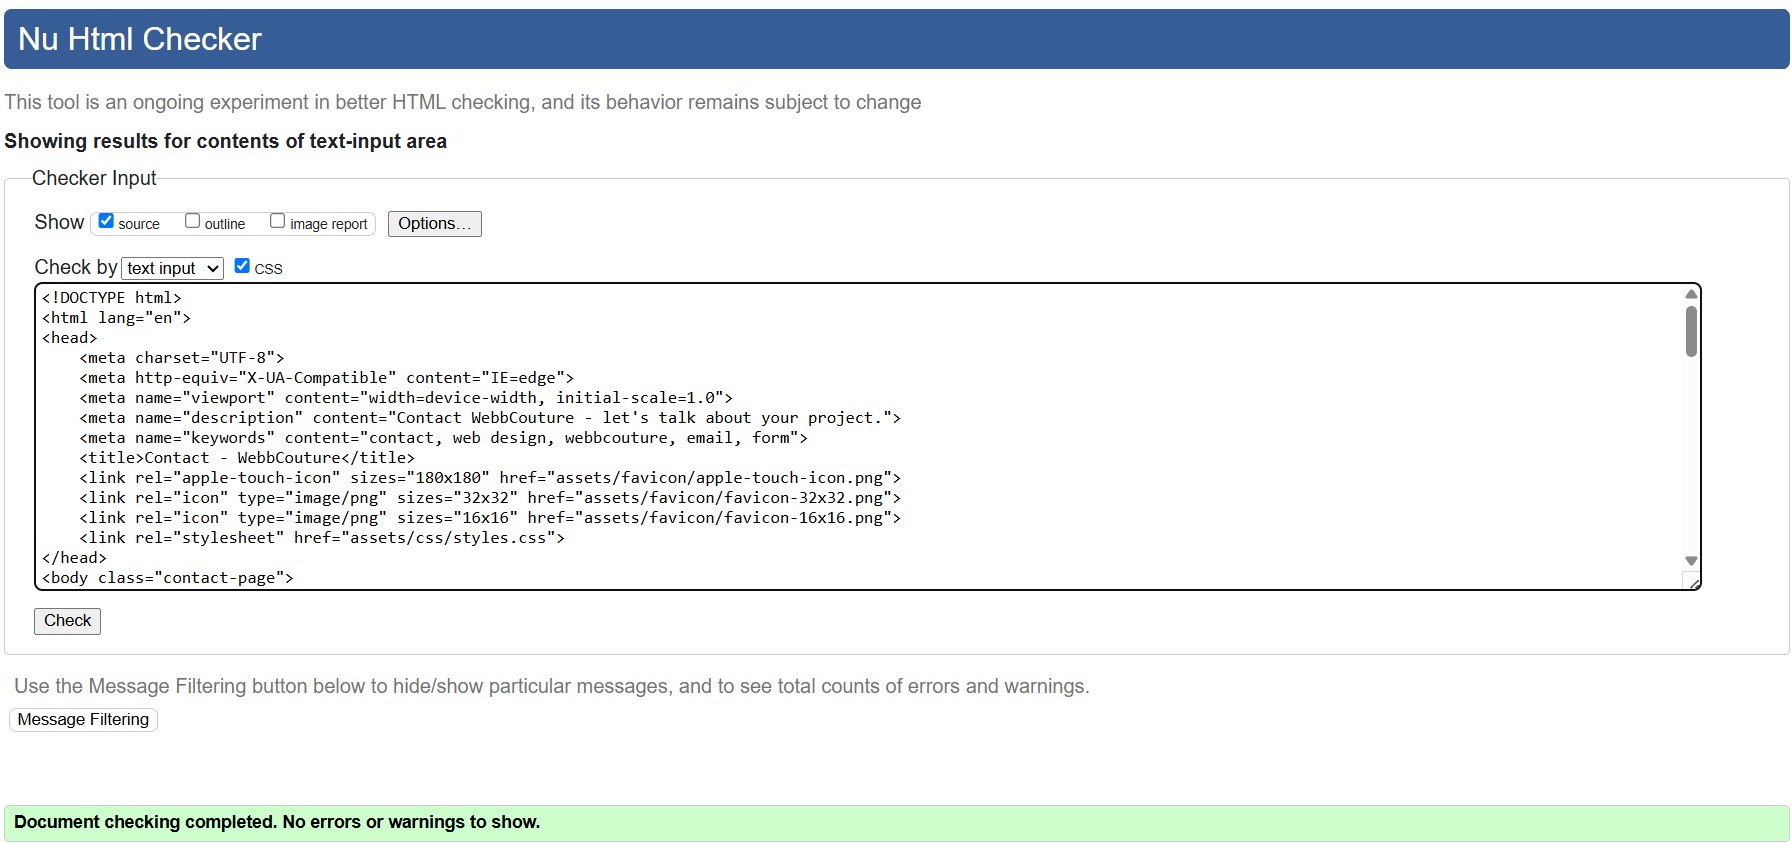 Nu Html Checker
This tool is an ongoing experiment in better HTML checking, and its behavior remains subject to change
Showing results for contents of text-input area
Checker Input
Show source outline image report Options...
Check by text input CSS
<!DOCTYPE html>
<html lang="en">
<head>
    <meta charset="UTF-8">
    <meta http-equiv="X-UA-Compatible" content="IE=edge">
    <meta name="viewport" content="width=device-width, initial-scale=1.0">
    <meta name="description" content="Contact WebbCouture - let's talk about your project.">
    <meta name="keywords" content="contact, web design, webbcouture, email, form">
    <title>Contact - WebbCouture</title>
    <link rel="apple-touch-icon" sizes="180x180" href="assets/favicon/apple-touch-icon.png">
    <link rel="icon" type="image/png" sizes="32x32" href="assets/favicon/favicon-32x32.png">
    <link rel="icon" type="image/png" sizes="16x16" href="assets/favicon/favicon-16x16.png">
    <link rel="stylesheet" href="assets/css/styles.css">
</head>
<body class="contact-page">
Check
Use the Message Filtering button below to hide/show particular messages, and to see total counts of errors and warnings.
Message Filtering
Document checking completed. No errors or warnings to show.